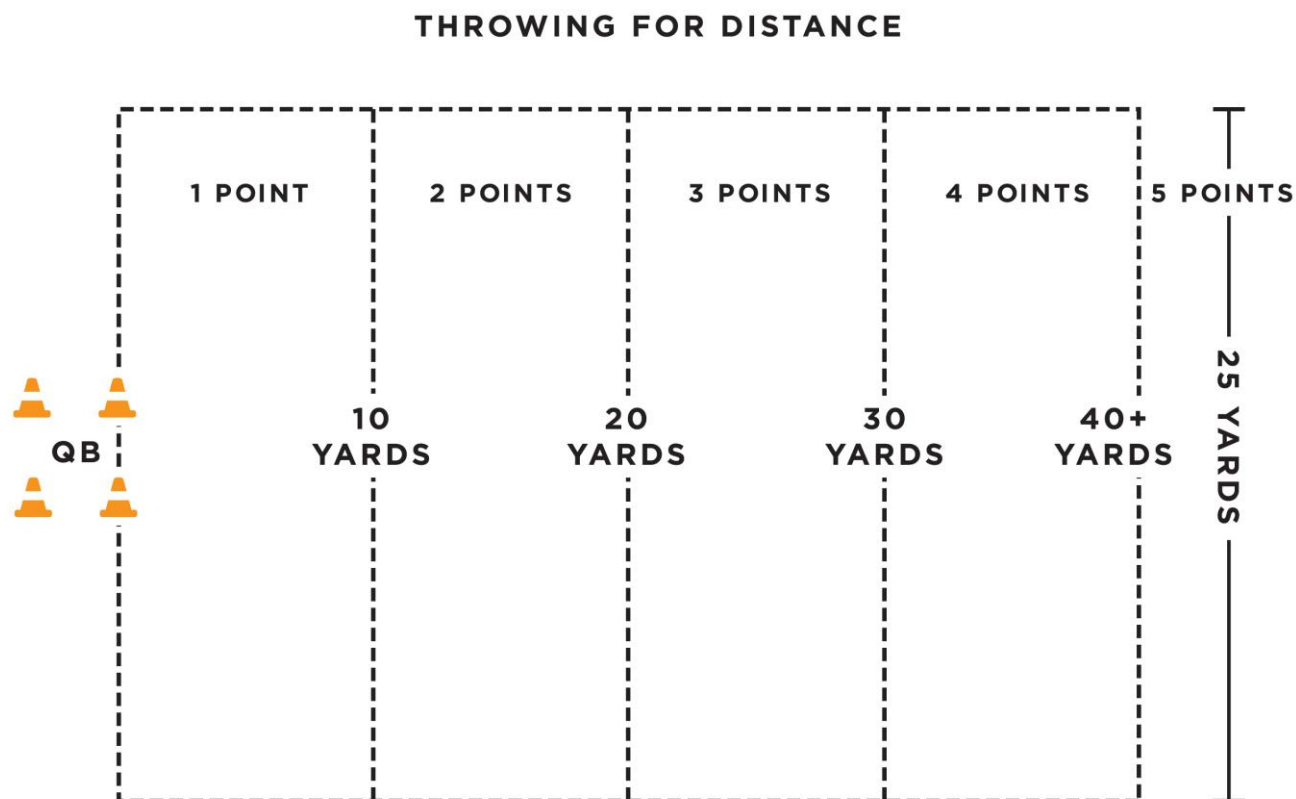 THROWING FOR DISTANCE
1 POINT
2 POINTS
3 POINTS
4 POINTS
5 POINTS
QB
10
YARDS
20
YARDS
30
YARDS
40+
YARDS
25 YARDS